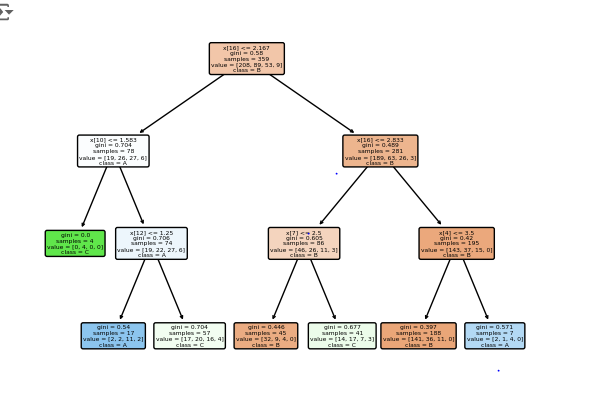 x[16] <= 2.167
gini = 0.58
samples = 359
value = [208, 89, 53, 9]
class = B
x[10] <= 1.583
gini = 0.704
samples = 78
value = [19, 26, 27, 6]
class = A
x[16] <= 2.833
gini = 0.489
samples = 281
value = [189, 63, 26, 3]
class = B
gini = 0.0
samples = 4
value = [0, 4, 0, 0]
class = C
x[12] <= 1.25
gini = 0.706
samples = 74
value = [19, 22, 27, 6]
class = A
x[7] <= 2.5
gini = 0.605
samples = 86
value = [46, 26, 11, 3]
class = B
x[4] <= 3.5
gini = 0.42
samples = 195
value = [143, 37, 15, 0]
class = B
gini = 0.54
samples = 17
value = [2, 2, 11, 2]
class = A
gini = 0.704
samples = 57
value = [17, 20, 16, 4]
class = C
gini = 0.446
samples = 45
value = [32, 9, 4, 0]
class = B
gini = 0.677
samples = 41
value = [14, 17, 7, 3]
class = C
gini = 0.397
samples = 188
value = [141, 36, 11, 0]
class = B
gini = 0.571
samples = 7
value = [2, 1, 4, 0]
class = A